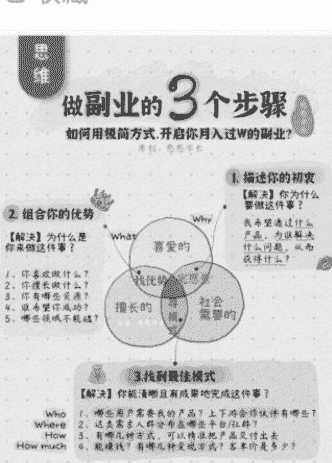 思
维
做副业的3个步骤
如何用极简方式,开启你月入过W的副业?
1. 描述你的初衷
【解决】你为什么
要做这件事?
我希望通过什么
产品,为谁解决
什么问题,从而
获得什么?
2. 组合你的优势
【解决】为什么是
你来做这件事?
1、你喜欢做什么?
2、你擅长做什么?
3、你有哪些资源?
4、谁希望你成功?
5、哪些领域不能碰?
Why
What
喜爱的
找优势
擅长的
社会
需要的
3.找到最佳模式
【解决】你能清晰且有成果地完成这件事?
Who 1、哪些用户需要我的产品?上下游合作伙伴有哪些?
Where 2、这类需求人群分布在哪些平台/社群?
How 3、有哪几种方式,可以精准把产品交付出去
How much 4、能赚钱?有哪几种变现方式?客单价是多少?